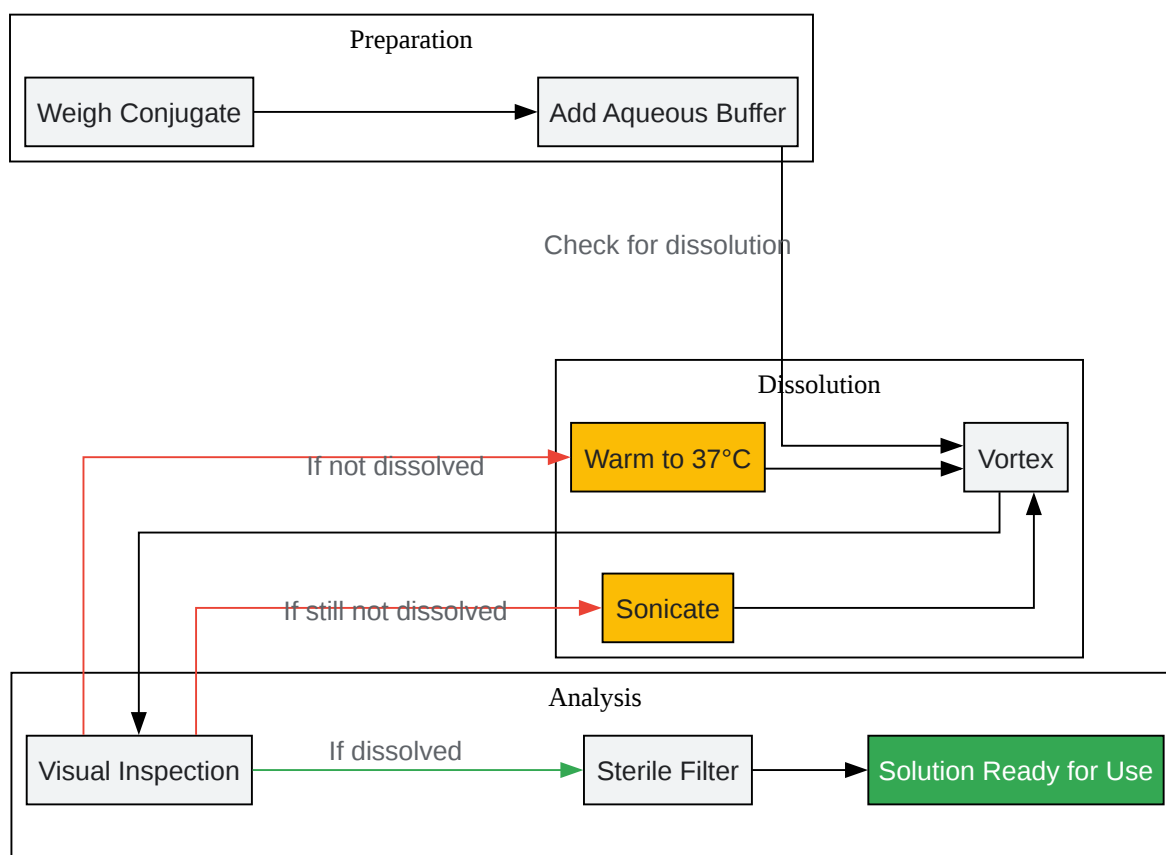 Preparation
Weigh Conjugate
Add Aqueous Buffer
Check for dissolution
Dissolution
If not dissolved
Warm to 37°C
Vortex
If still not dissolved
Sonicate
Analysis
Visual Inspection
If dissolved
Sterile Filter
Solution Ready for Use